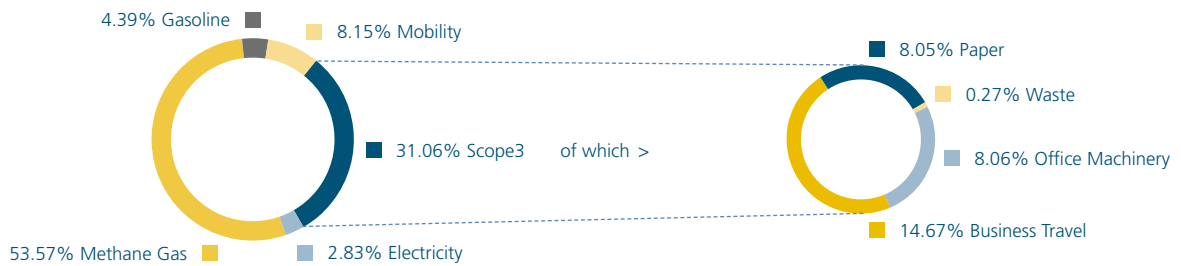 4.39% Gasoline
8.15% Mobility
31.06% Scope3
of which >
53.57% Methane Gas
2.83% Electricity
8.05% Paper
0.27% Waste
8.06% Office Machinery
14.67% Business Travel